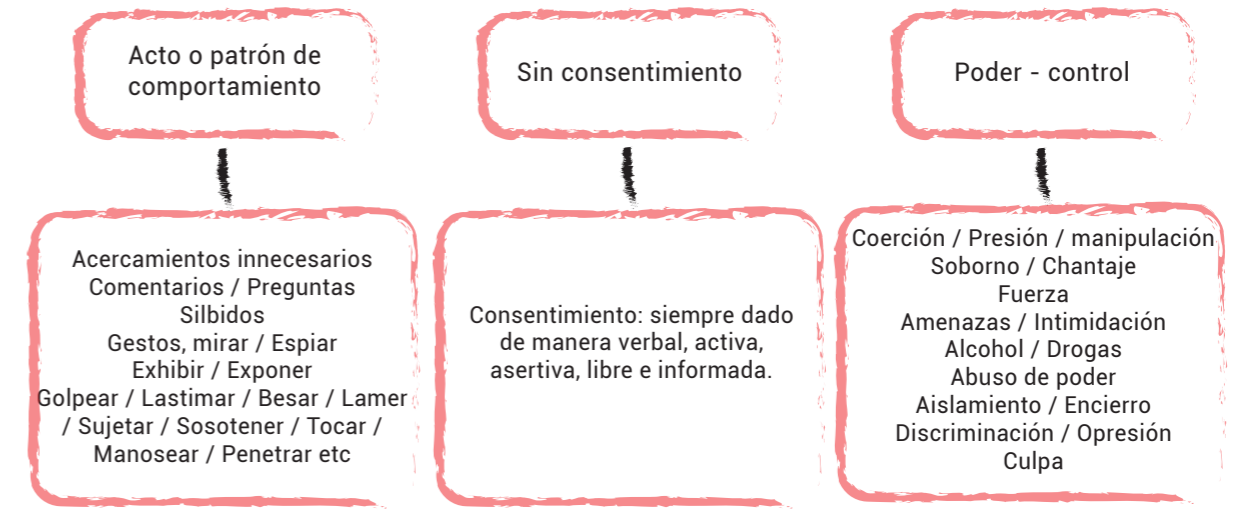 Acto o patrón de
comportamiento
Acercamientos innecesarios
Comentarios / Preguntas
Silbidos
Gestos, mirar / Espiar
Exhibir / Exponer
Golpear / Lastimar / Besar / Lamer
/ Sujetar / Sosotener / Tocar /
Manosear / Penetrar etc
Sin consentimiento
Consentimiento: siempre dado
de manera verbal, activa,
asertiva, libre e informada.
Poder - control
Coerción / Presión / manipulación
Soborno / Chantaje
Fuerza
Amenazas / Intimidación
Alcohol / Drogas
Abuso de poder
Aislamiento / Encierro
Discriminación / Opresión
Culpa